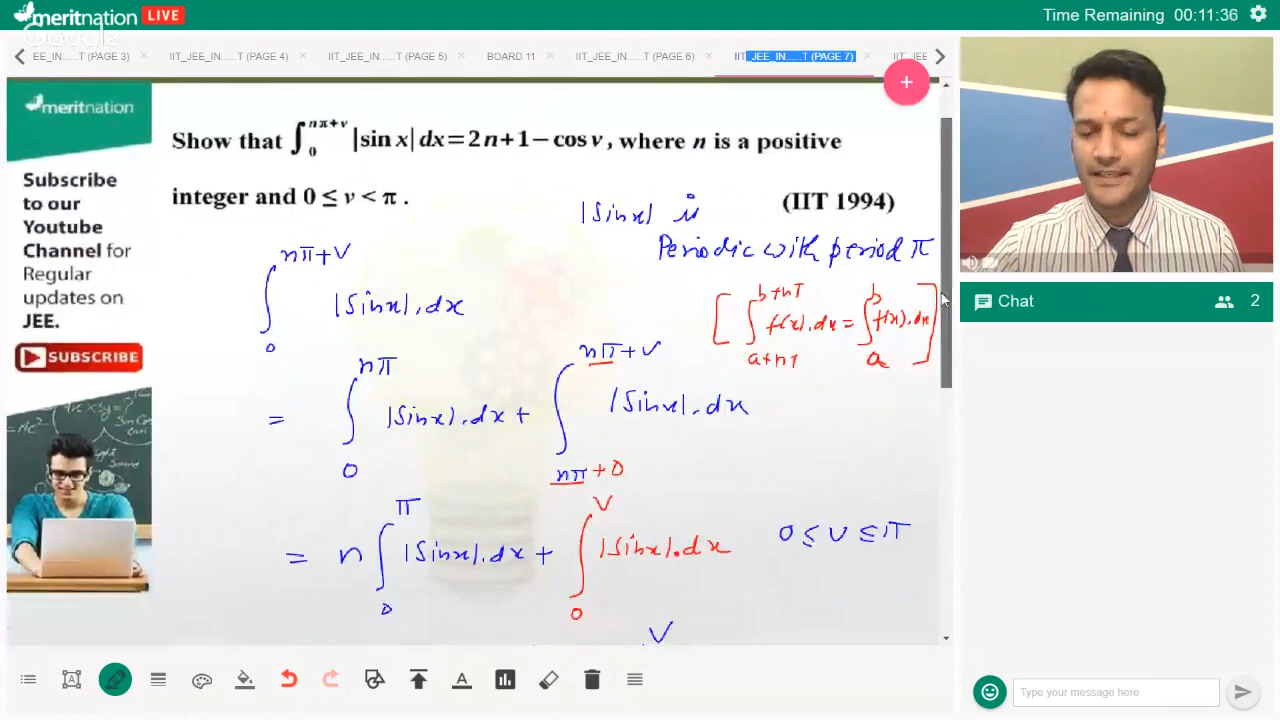 meritnation LIVE
Google
Time Remaining 00:11:36
EE_IN......T (PAGE 3) × IIT_JEE_IN......T (PAGE 4) × IIT_JEE_IN......T (PAGE 5) × BOARD 11 × IIT_JEE_IN......T (PAGE 6) × IIT_JEE_IN......T (PAGE 7) × IIT_JEE
meritnation
Subscribe
to our
Youtube
Channel for
Regular
updates on
JEE.
SUBSCRIBE
Show that ∫₀^(nπ+v) |sin x| dx=2n+1−cos v, where n is a positive
integer and 0 ≤ v < π .
(IIT 1994)
|Sinx| is
Periodic with period π
∫₀^(nπ+V) |Sinx|.dx
[∫_(a+nT)^(b+nT) f(x).dx = ∫_a^b f(x).dx]
= ∫₀^(nπ) |Sinx|.dx + ∫_(nπ+0)^(nπ+V) |Sinx|.dx
= n ∫₀^π |Sinx|.dx + ∫₀^V |Sinx|.dx
0 ≤ V ≤ π
V
Chat
2
Type your message here